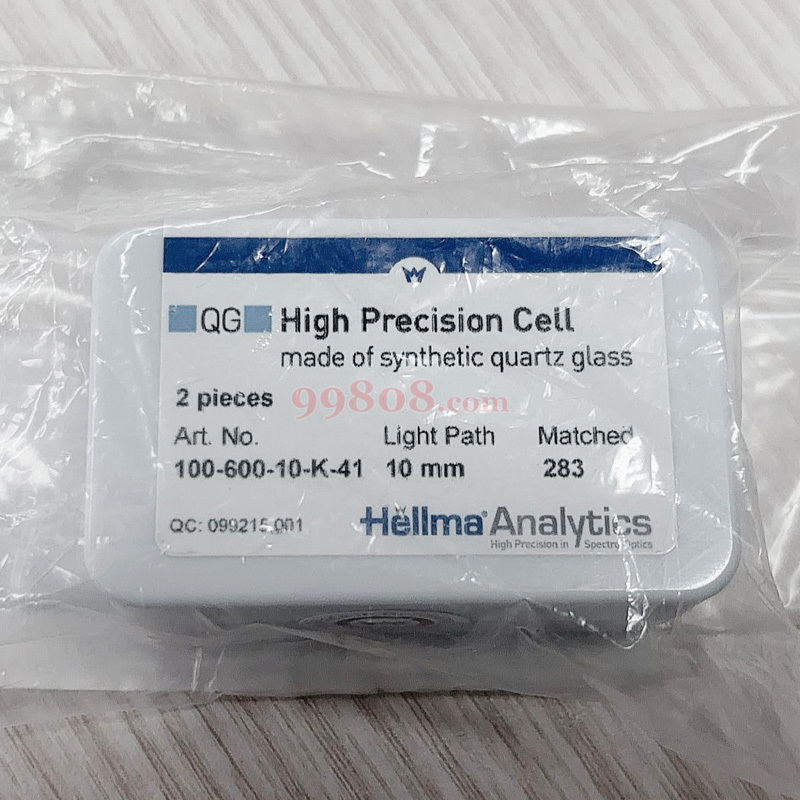 QG High Precision Cell
made of synthetic quartz glass
2 pieces
99808.com
Art. No. Light Path Matched
100-600-10-K-41 10 mm 283
QC: 099215.001
Hellma Analytics
High Precision in Spectro Optics